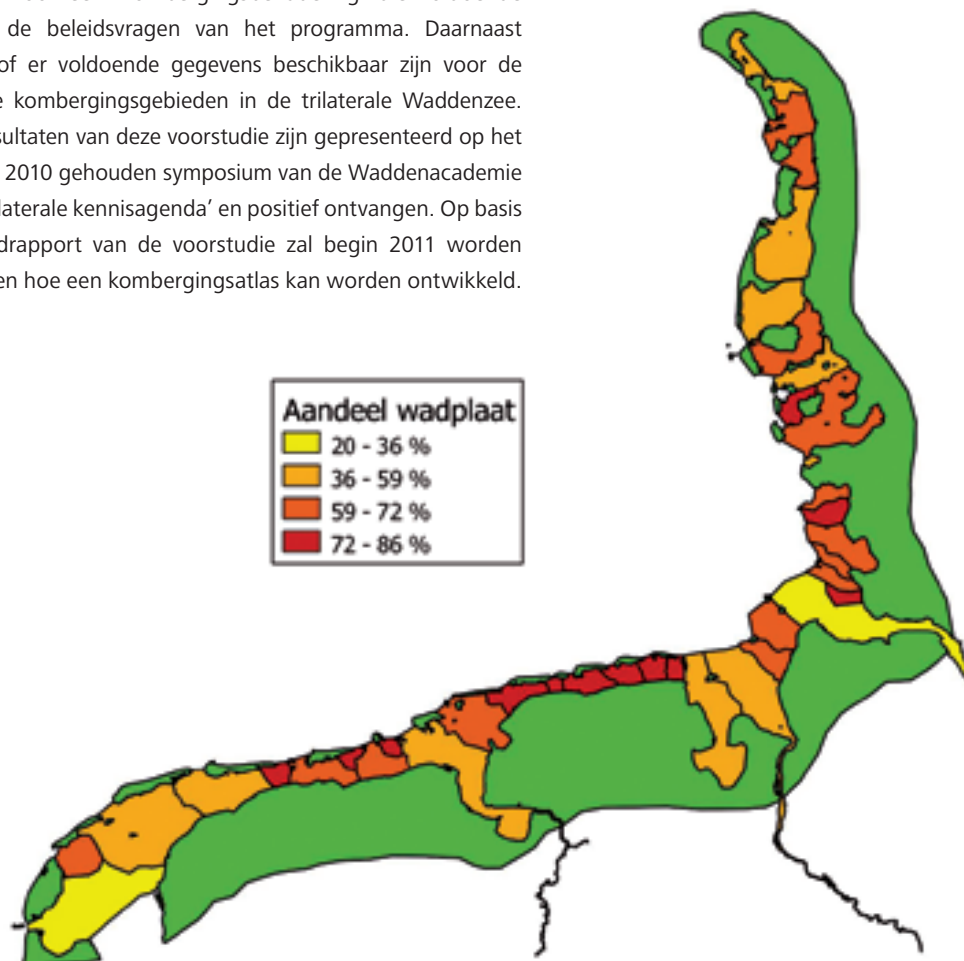 de beleidsvragen van het programma. Daarnaast
of er voldoende gegevens beschikbaar zijn voor de
kombergingsgebieden in de trilaterale Waddenzee.
sultaten van deze voorstudie zijn gepresenteerd op het
2010 gehouden symposium van de Waddenacademie
laterale kennisagenda’ en positief ontvangen. Op basis
drapport van de voorstudie zal begin 2011 worden
en hoe een kombergingsatlas kan worden ontwikkeld.
Aandeel wadplaat
20 - 36 %
36 - 59 %
59 - 72 %
72 - 86 %